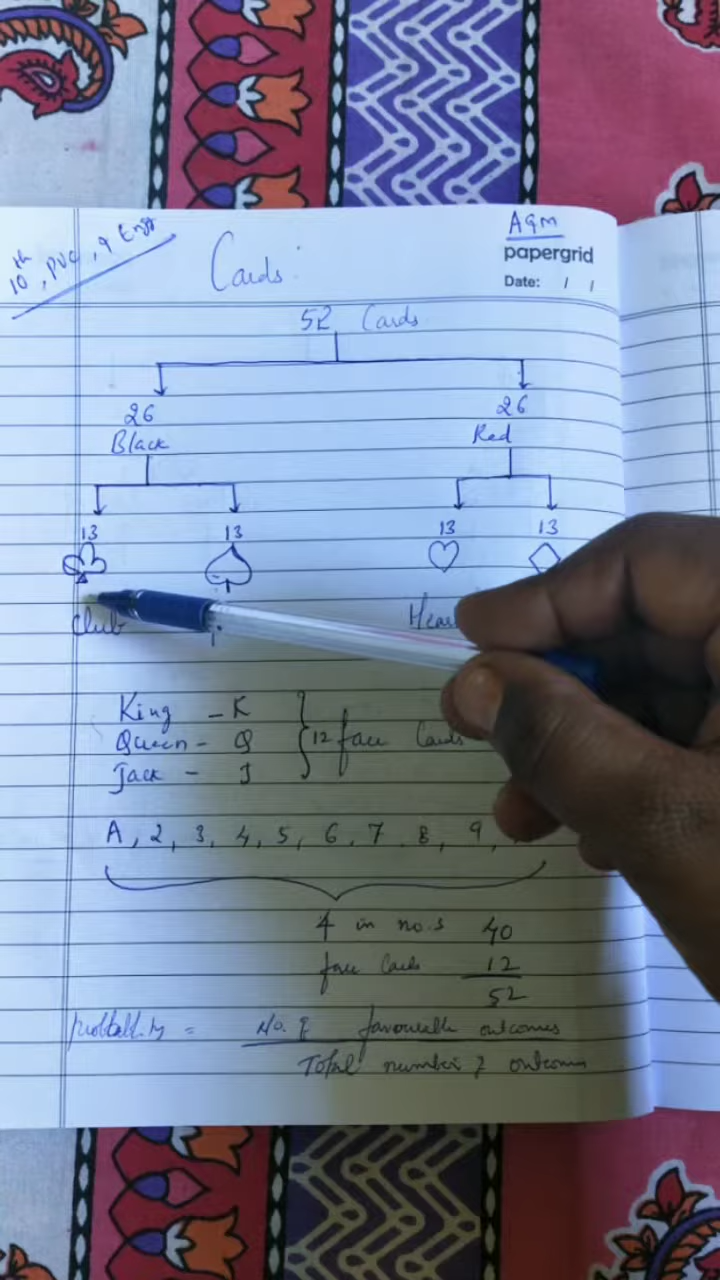 10th, PUC, 9 Engg
AQM
Cards
papergrid
Date: / /
52 Cards
26 26
Black Red
13 13 13 13
Club
King - K
Queen - Q 12 face Cards
Jack - J
A, 2, 3, 4, 5, 6, 7, 8, 9,
4 in no.s 40
face Cards 12
52
Probability = No. of favourable outcomes
Total number of outcomes